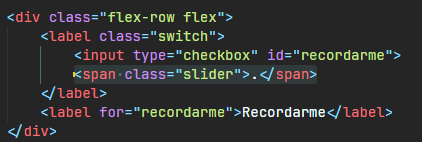 <div class="flex-row flex">
<label class="switch">
<input type="checkbox" id="recordarme">
<span class="slider">.</span>
</label>
<label for="recordarme">Recordarme</label>
</div>